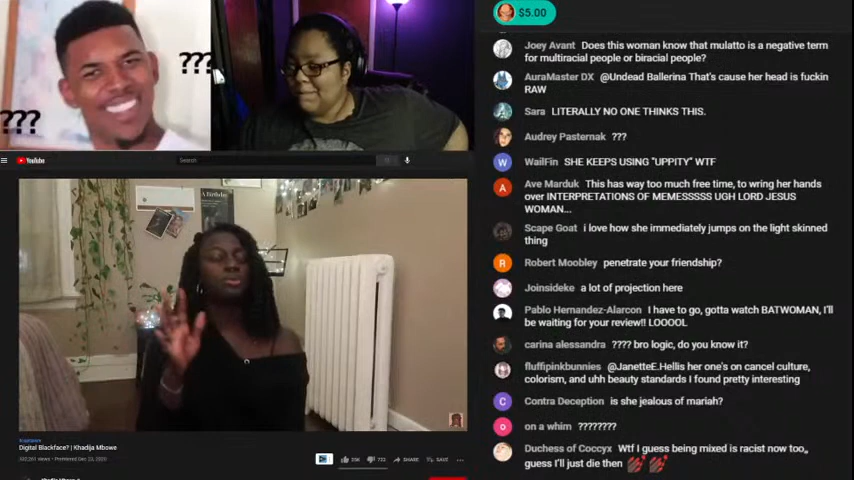 $5.00
???
???
Joey Avant Does this woman know that mulatto is a negative term
for multiracial people or biracial people?
AuraMaster DX @Undead Ballerina That's cause her head is fuckin
RAW
Sara LITERALLY NO ONE THINKS THIS.
Audrey Pasternak ???
WailFin SHE KEEPS USING "UPPITY" WTF
Ave Marduk This has way too much free time, to wring her hands
over INTERPRETATIONS OF MEMESSSSS UGH LORD JESUS
WOMAN...
Scape Goat i love how she immediately jumps on the light skinned
thing
Robert Moobley penetrate your friendship?
Joinsideke a lot of projection here
Pablo Hernandez-Alarcon I have to go, gotta watch BATWOMAN, I'll
be waiting for your review!! LOOOOL
carina alessandra ???? bro logic, do you know it?
fluffipinkbunnies @JanetteE.Hellis her one's on cancel culture,
colorism, and uhh beauty standards I found pretty interesting
Contra Deception is she jealous of mariah?
on a whim ????????
Duchess of Coccyx Wtf I guess being mixed is racist now too,,
guess I'll just die then
YouTube
Search
Digital Blackface? | Khadija Mbowe
SHARE
SAVE